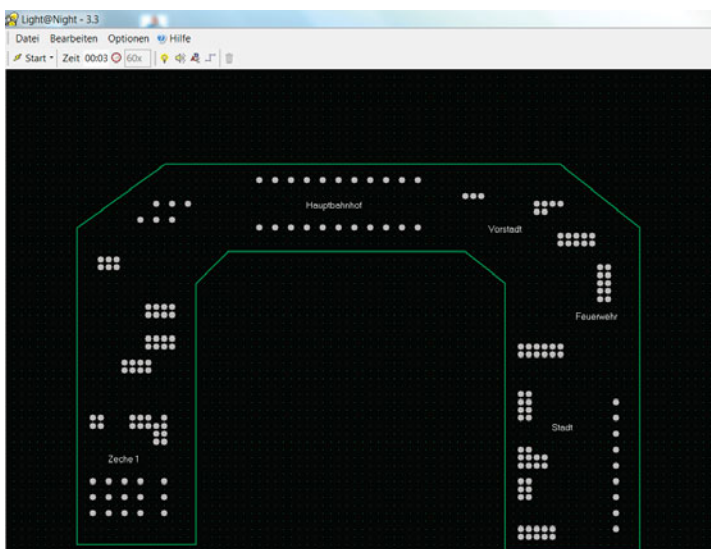 Light@Night - 3.3
Datei Bearbeiten Optionen Hilfe
Start Zeit 00:03 60x
Hauptbahnhof
Vorstadt
Feuerwehr
Stadt
Zeche 1